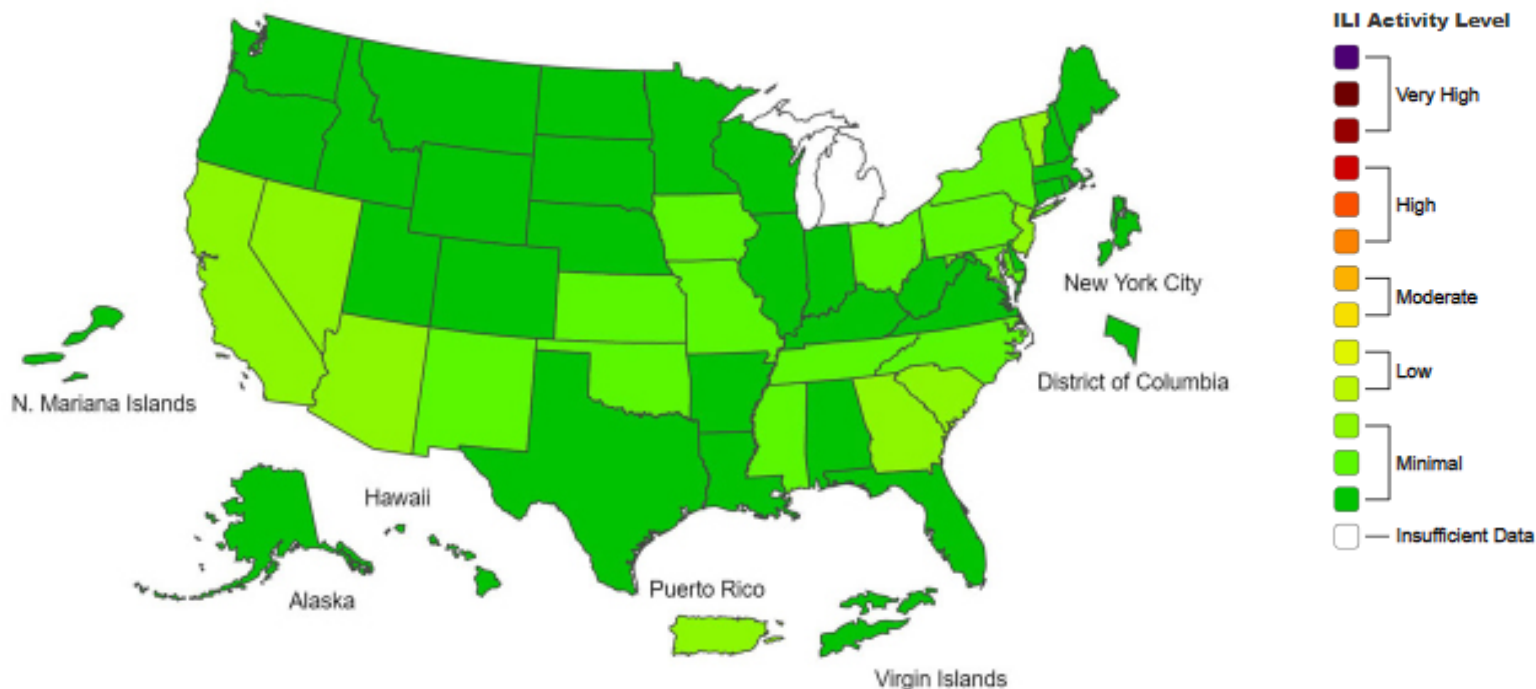 ILI Activity Level
Very High
High
Moderate
Low
Minimal
Insufficient Data
New York City
District of Columbia
N. Mariana Islands
Hawaii
Alaska
Puerto Rico
Virgin Islands